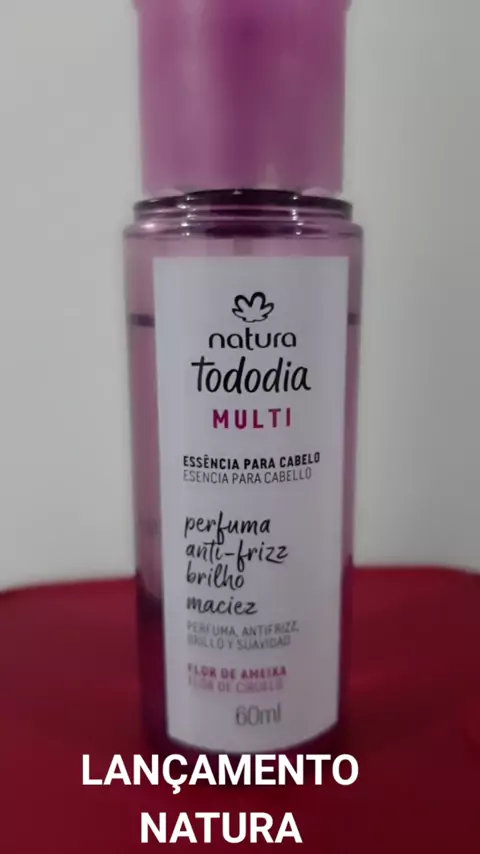 natura
tododia
MULTI
ESSÊNCIA PARA CABELO
ESENCIA PARA CABELLO
perfuma
anti-frizz
brilho
maciez
PERFUMA, ANTIFRIZZ,
BRILLO Y SUAVIDAD
FLOR DE AMEIXA
FLOR DE CIRUELO
60ml
LANÇAMENTO
NATURA